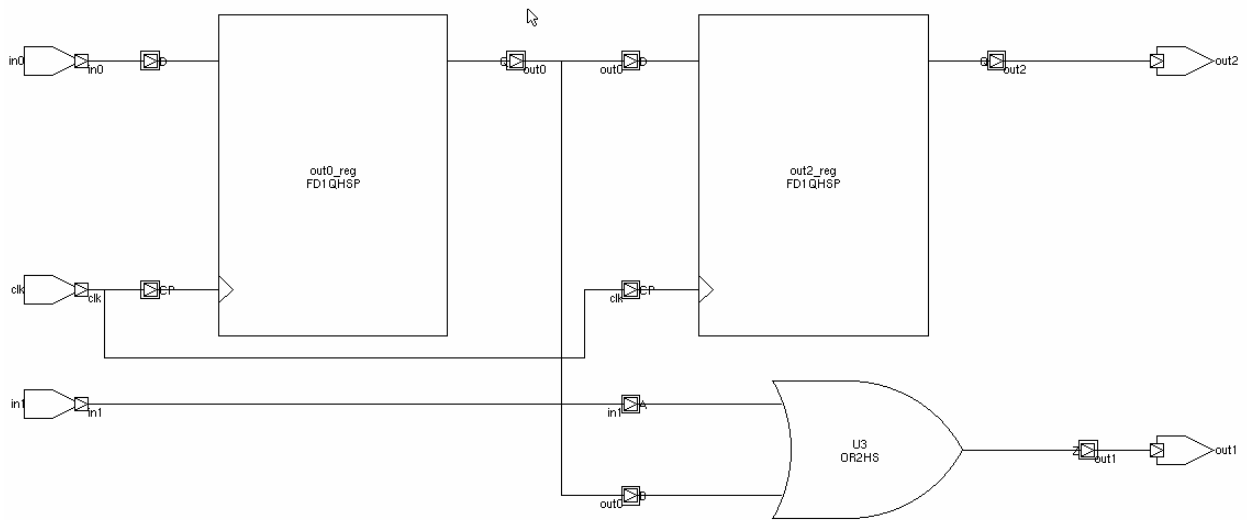 in0
in0
D
out0_reg
FD1QHSP
Q
out0
out0
D
out2_reg
FD1QHSP
Q
out2
out2
clk
clk
CP
clk
CP
in1
in1
in1
A
U3
OR2HS
Z
out1
out1
out0
B